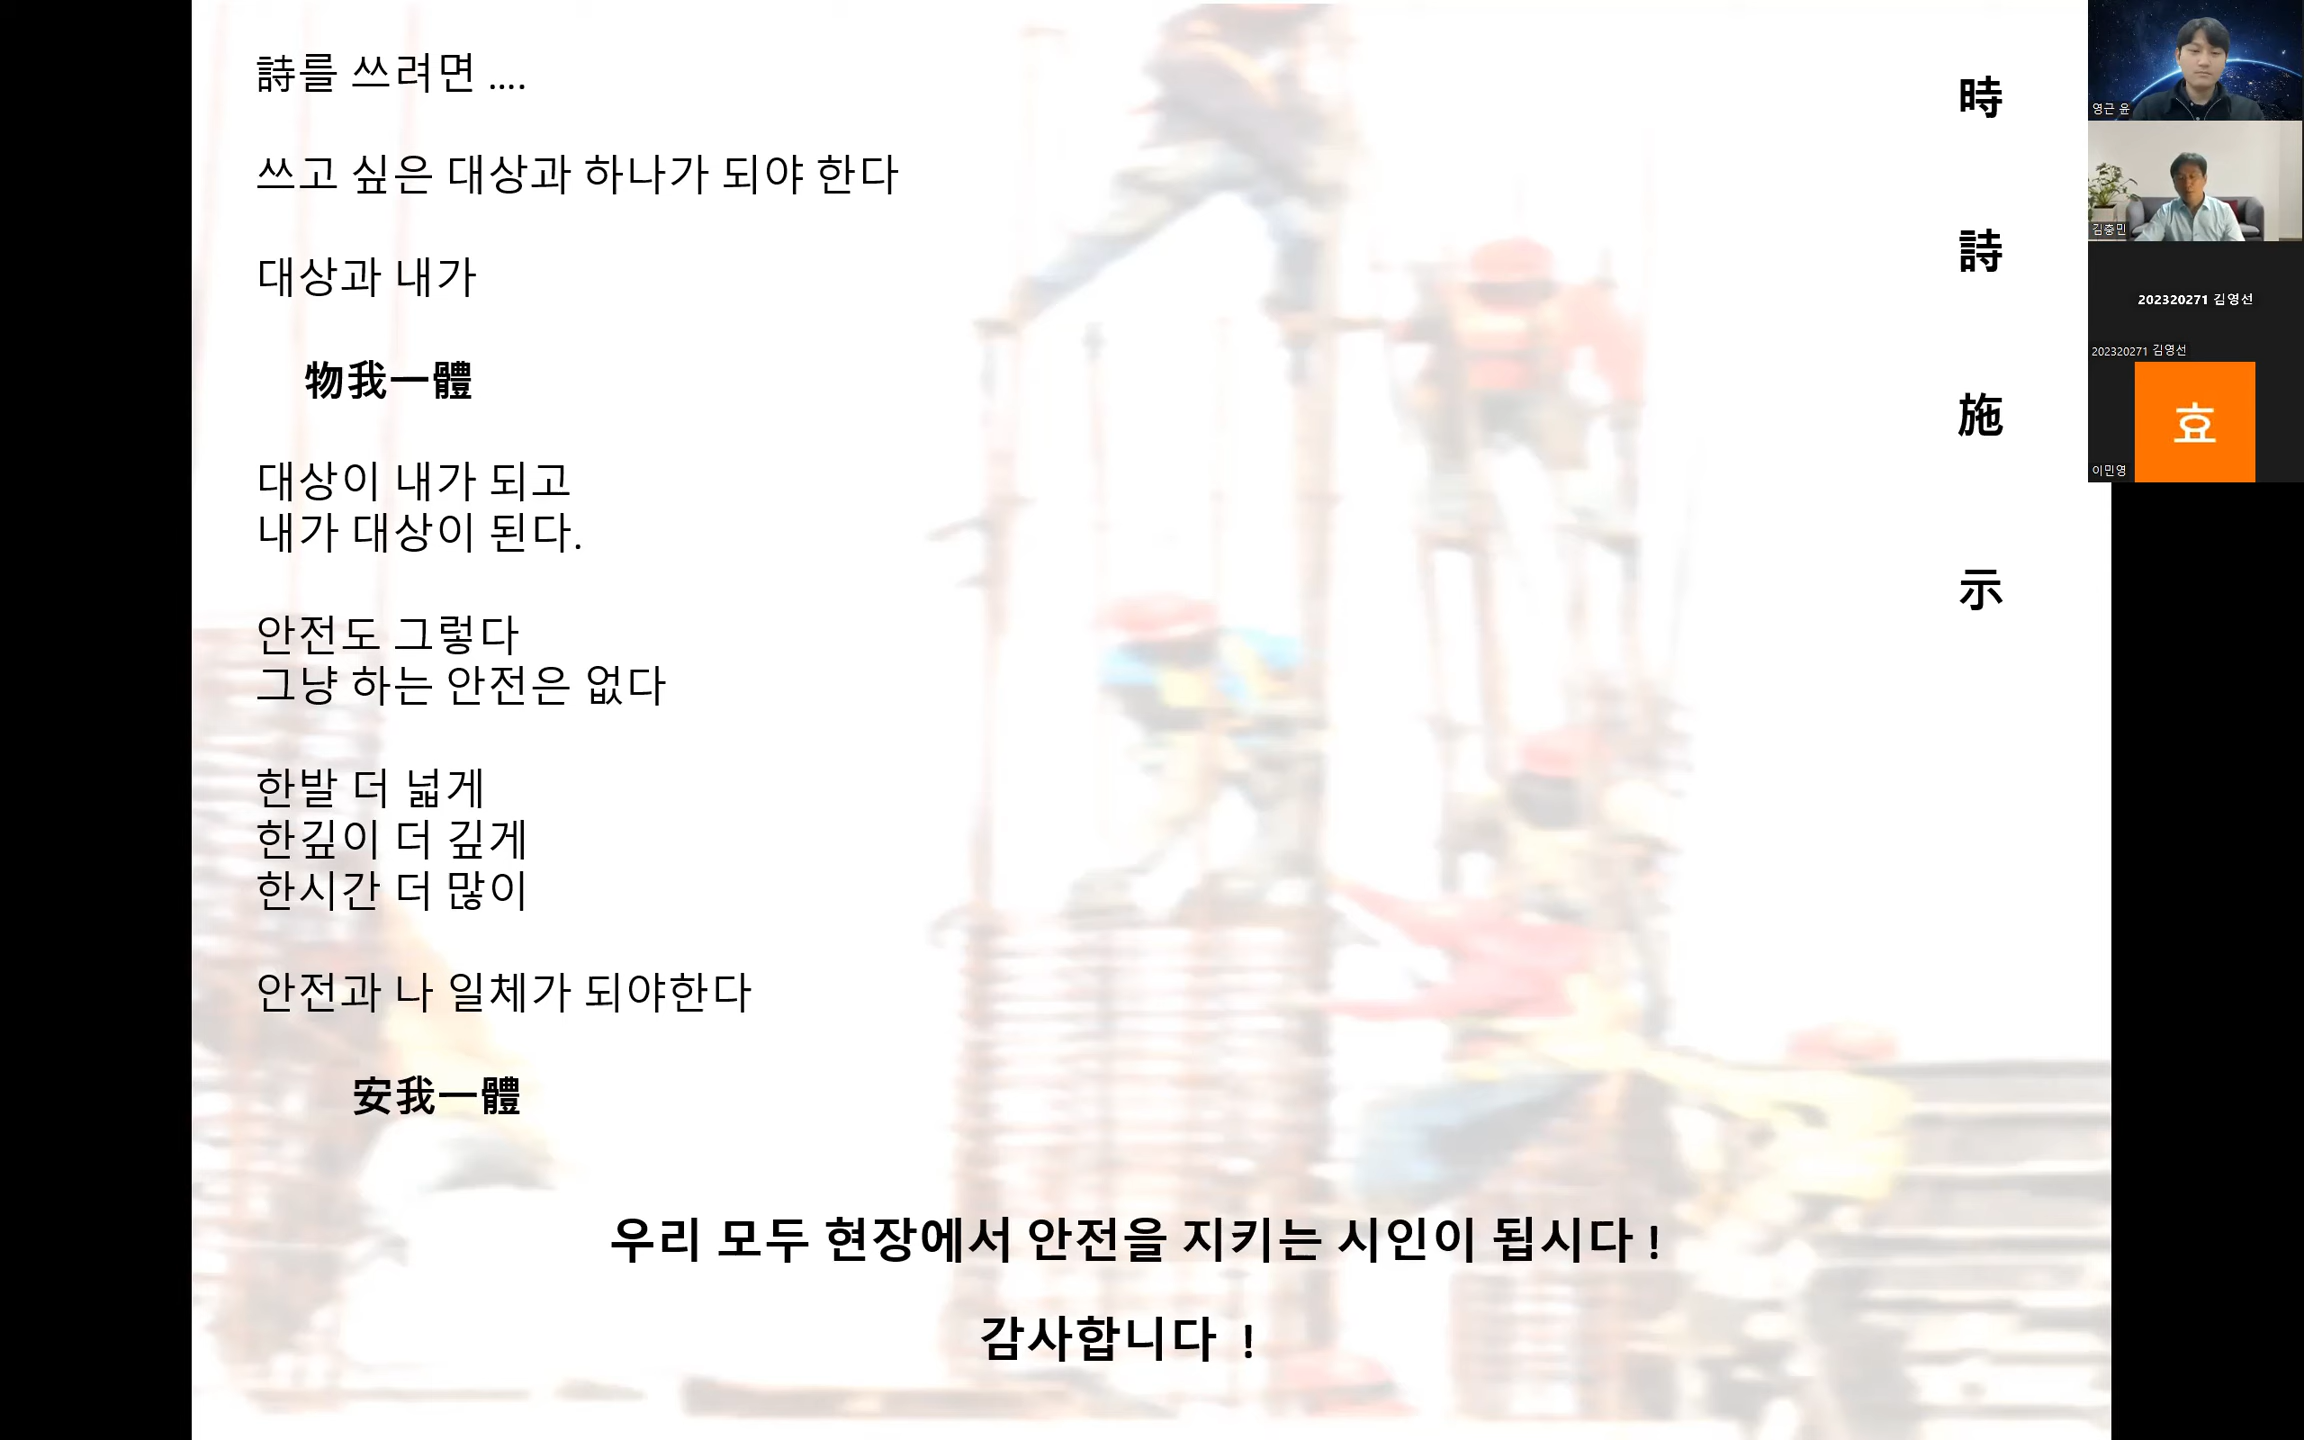 詩를 쓰려면 ....
쓰고 싶은 대상과 하나가 되야 한다
대상과 내가
物我一體
대상이 내가 되고
내가 대상이 된다.
안전도 그렇다
그냥 하는 안전은 없다
한발 더 넓게
한깊이 더 깊게
한시간 더 많이
안전과 나 일체가 되야한다
安我一體
우리 모두 현장에서 안전을 지키는 시인이 됩시다 !
감사합니다 !
時
詩
施
示
영근 윤
김충민
202320271 김영선
202320271 김영선
효
이민영